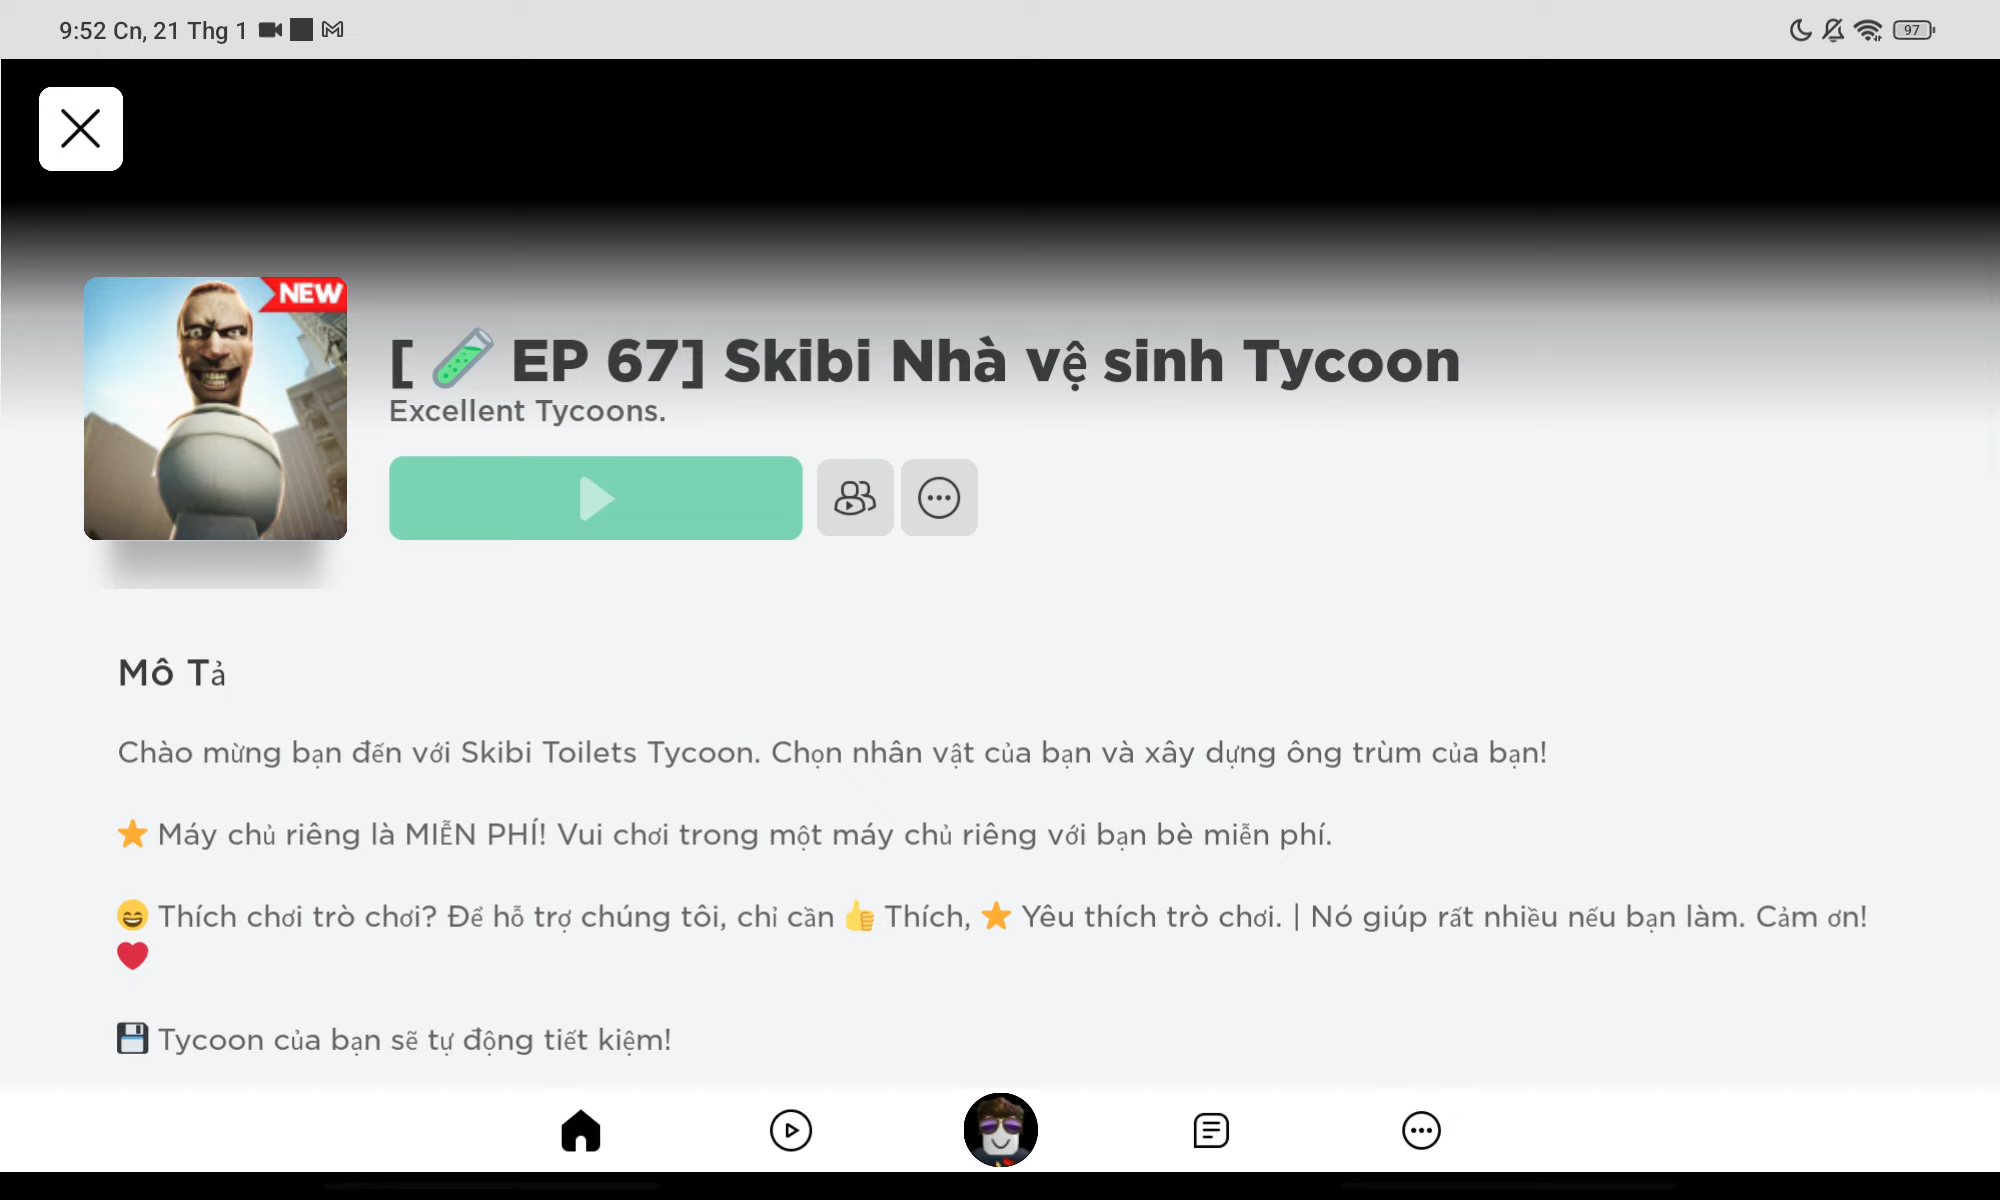 9:52 Cn, 21 Thg 1
97
NEW
[ 🧪 EP 67] Skibi Nhà vệ sinh Tycoon
Excellent Tycoons.
Mô Tả
Chào mừng bạn đến với Skibi Toilets Tycoon. Chọn nhân vật của bạn và xây dựng ông trùm của bạn!
⭐ Máy chủ riêng là MIỄN PHÍ! Vui chơi trong một máy chủ riêng với bạn bè miễn phí.
😄 Thích chơi trò chơi? Để hỗ trợ chúng tôi, chỉ cần 👍 Thích, ⭐ Yêu thích trò chơi. | Nó giúp rất nhiều nếu bạn làm. Cảm ơn!
❤️
💾 Tycoon của bạn sẽ tự động tiết kiệm!